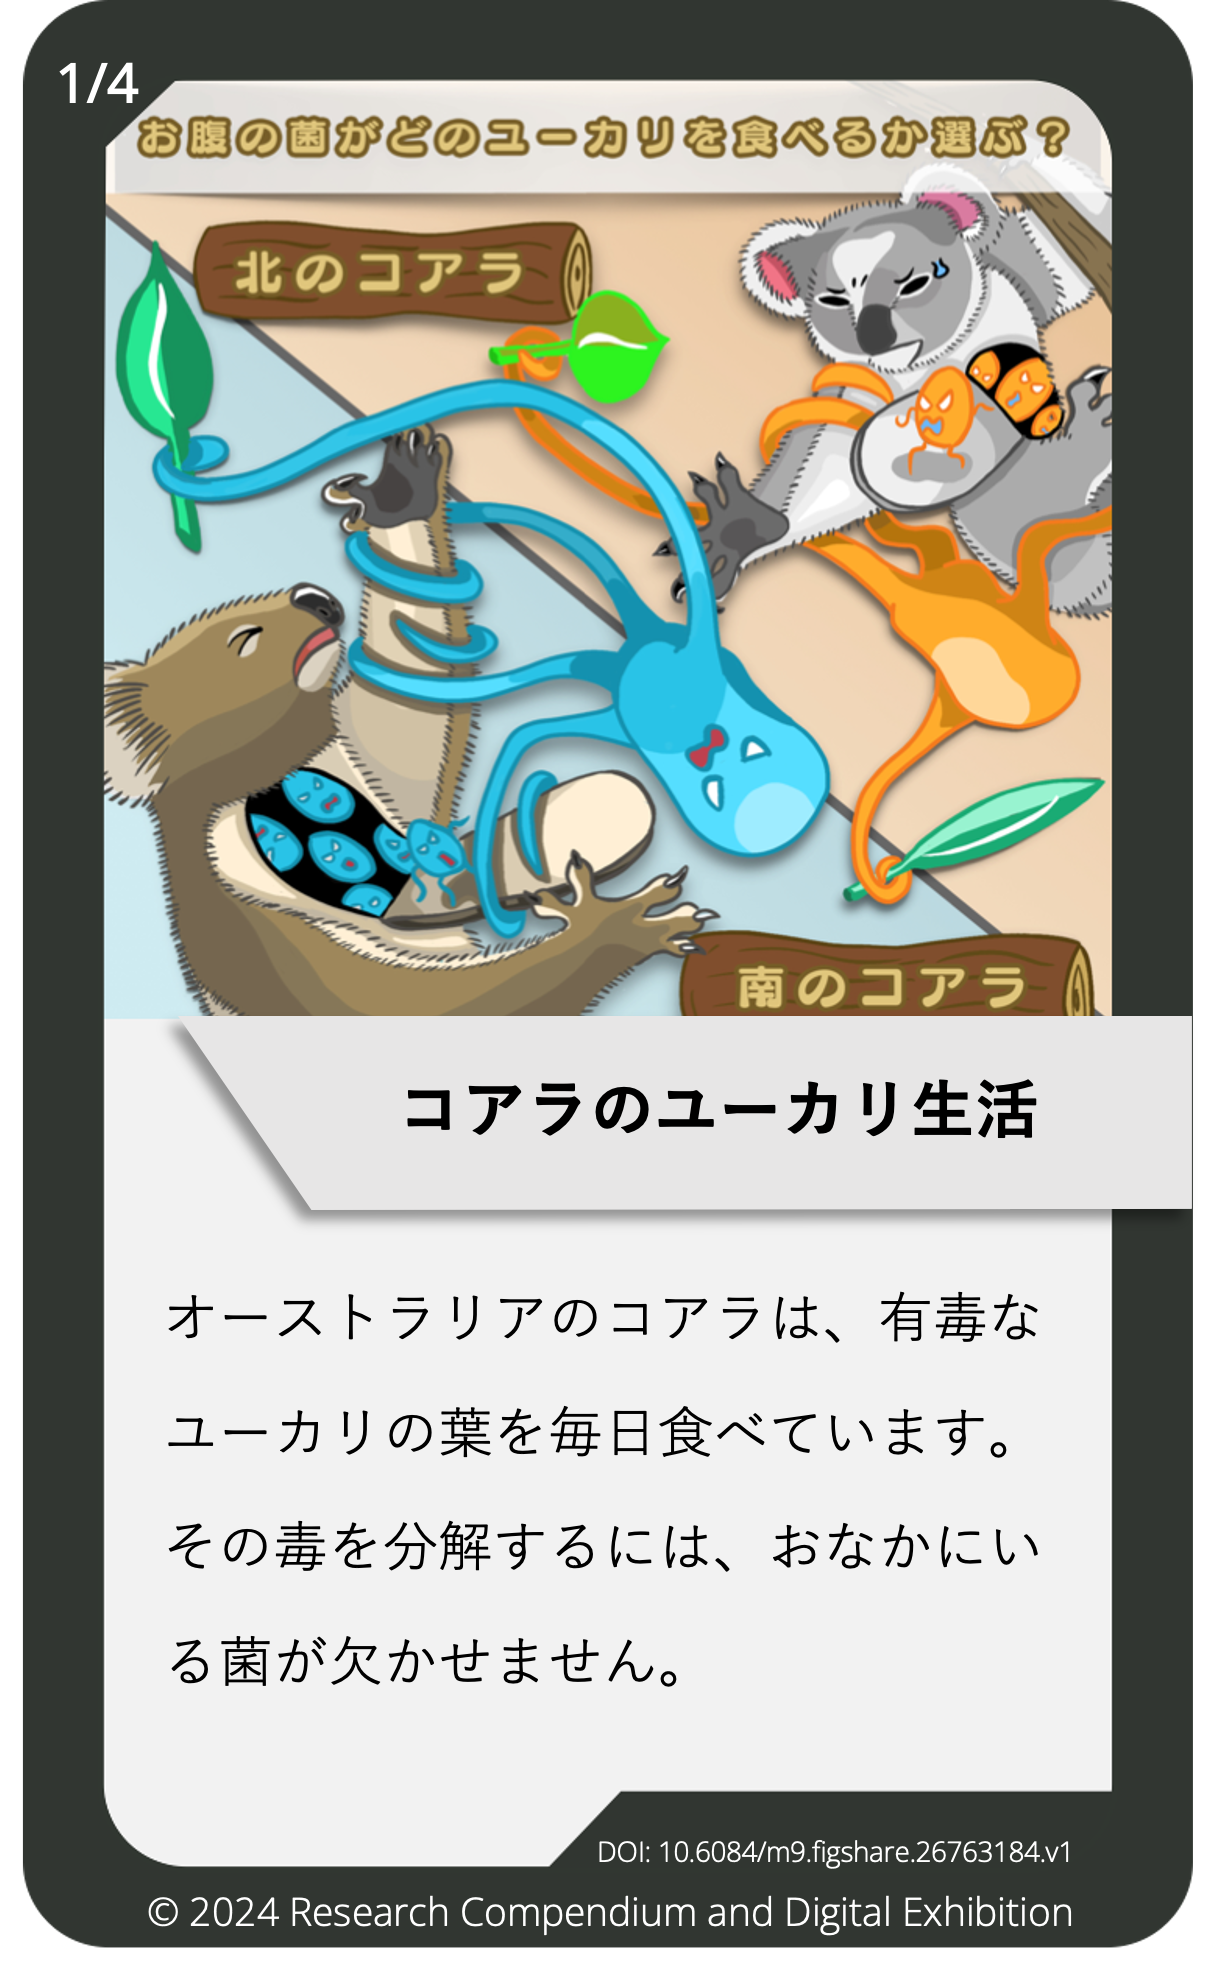 1/4
お腹の菌がどのユーカリを食べるか選ぶ？
北のコアラ
南のコアラ
コアラのユーカリ生活
オーストラリアのコアラは、有毒な
ユーカリの葉を毎日食べています。
その毒を分解するには、おなかにい
る菌が欠かせません。
DOI: 10.6084/m9.figshare.26763184.v1
© 2024 Research Compendium and Digital Exhibition